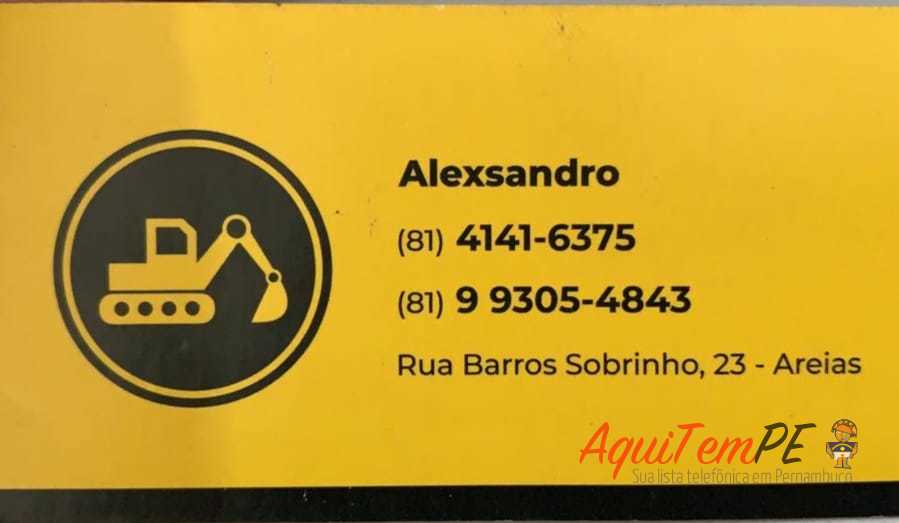 Alexsandro
(81) 4141-6375
(81) 9 9305-4843
Rua Barros Sobrinho, 23 - Areias
AquiTemPE
Sua lista telefônica em Pernambuco